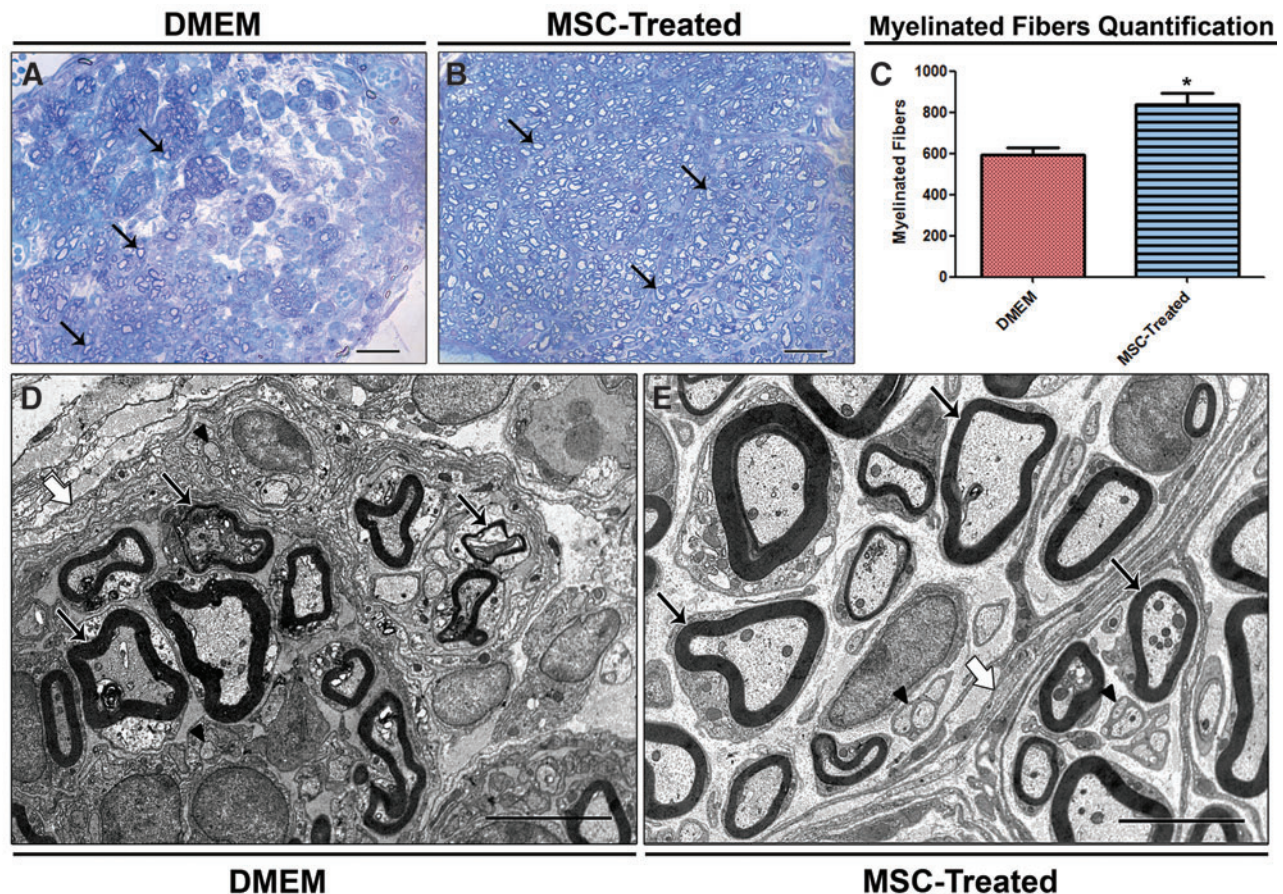 DMEM
MSC-Treated
Myelinated Fibers Quantification
A
B
C
1000
800
600
400
200
0
Myelinated Fibers
*
DMEM
MSC-Treated
D
E
DMEM
MSC-Treated